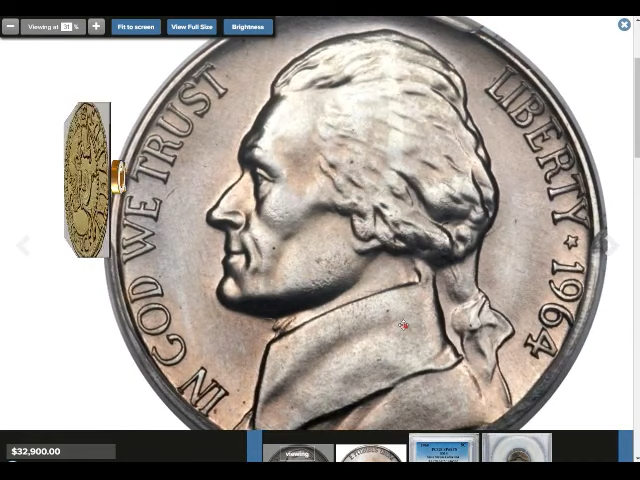 Viewing at 31 %
Fit to screen
View Full Size
Brightness
IN GOD WE TRUST
LIBERTY ★ 1964
$32,900.00
viewing